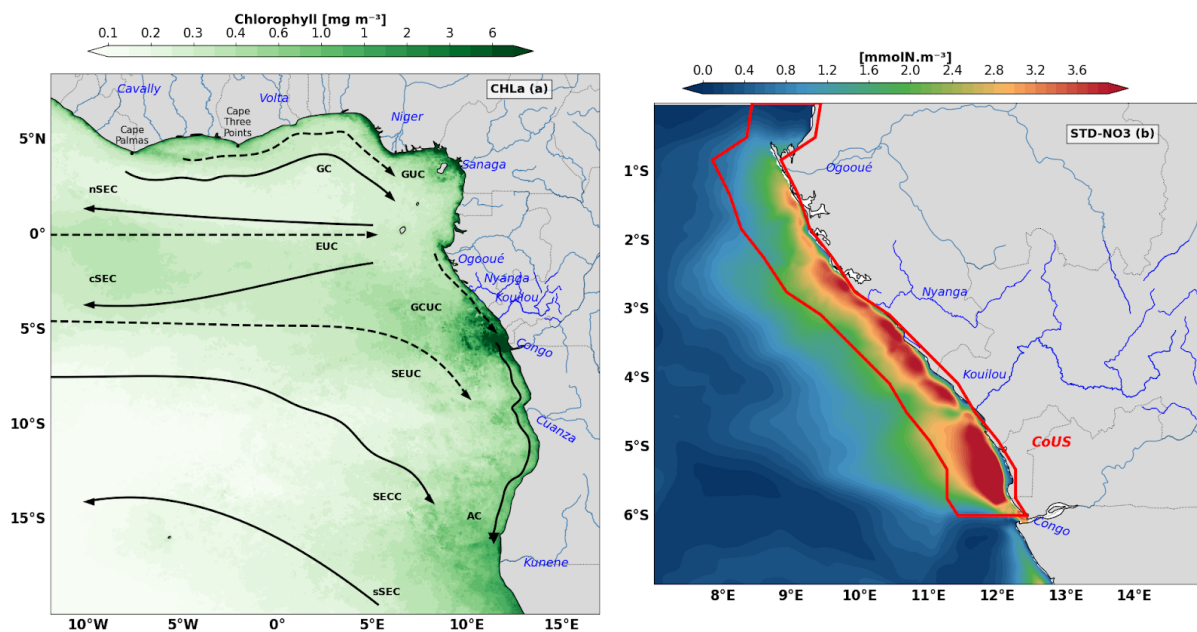 Chlorophyll [mg m⁻³]
0.1 0.2 0.4 0.6 1.0 1 2 3 6
CHLa (a)
Cavally
Volta
Niger
Sanaga
Cape
Palmas
Cape
Three
Points
GC
GUC
nSEC
EUC
cSEC
Ogooué
Nyanga
Kouilou
GCUC
Congo
SEUC
Cuanza
SECC
AC
Kunene
sSEC
5°N
0°
5°S
10°S
15°S
10°W 5°W 0° 5°E 10°E 15°E
[mmolN.m⁻³]
0.0 0.4 0.8 1.2 1.6 2.0 2.4 2.8 3.2 3.6
STD-NO3 (b)
Ogooué
Nyanga
Kouilou
CoUS
Congo
1°S
2°S
3°S
4°S
5°S
6°S
8°E 9°E 10°E 11°E 12°E 13°E 14°E